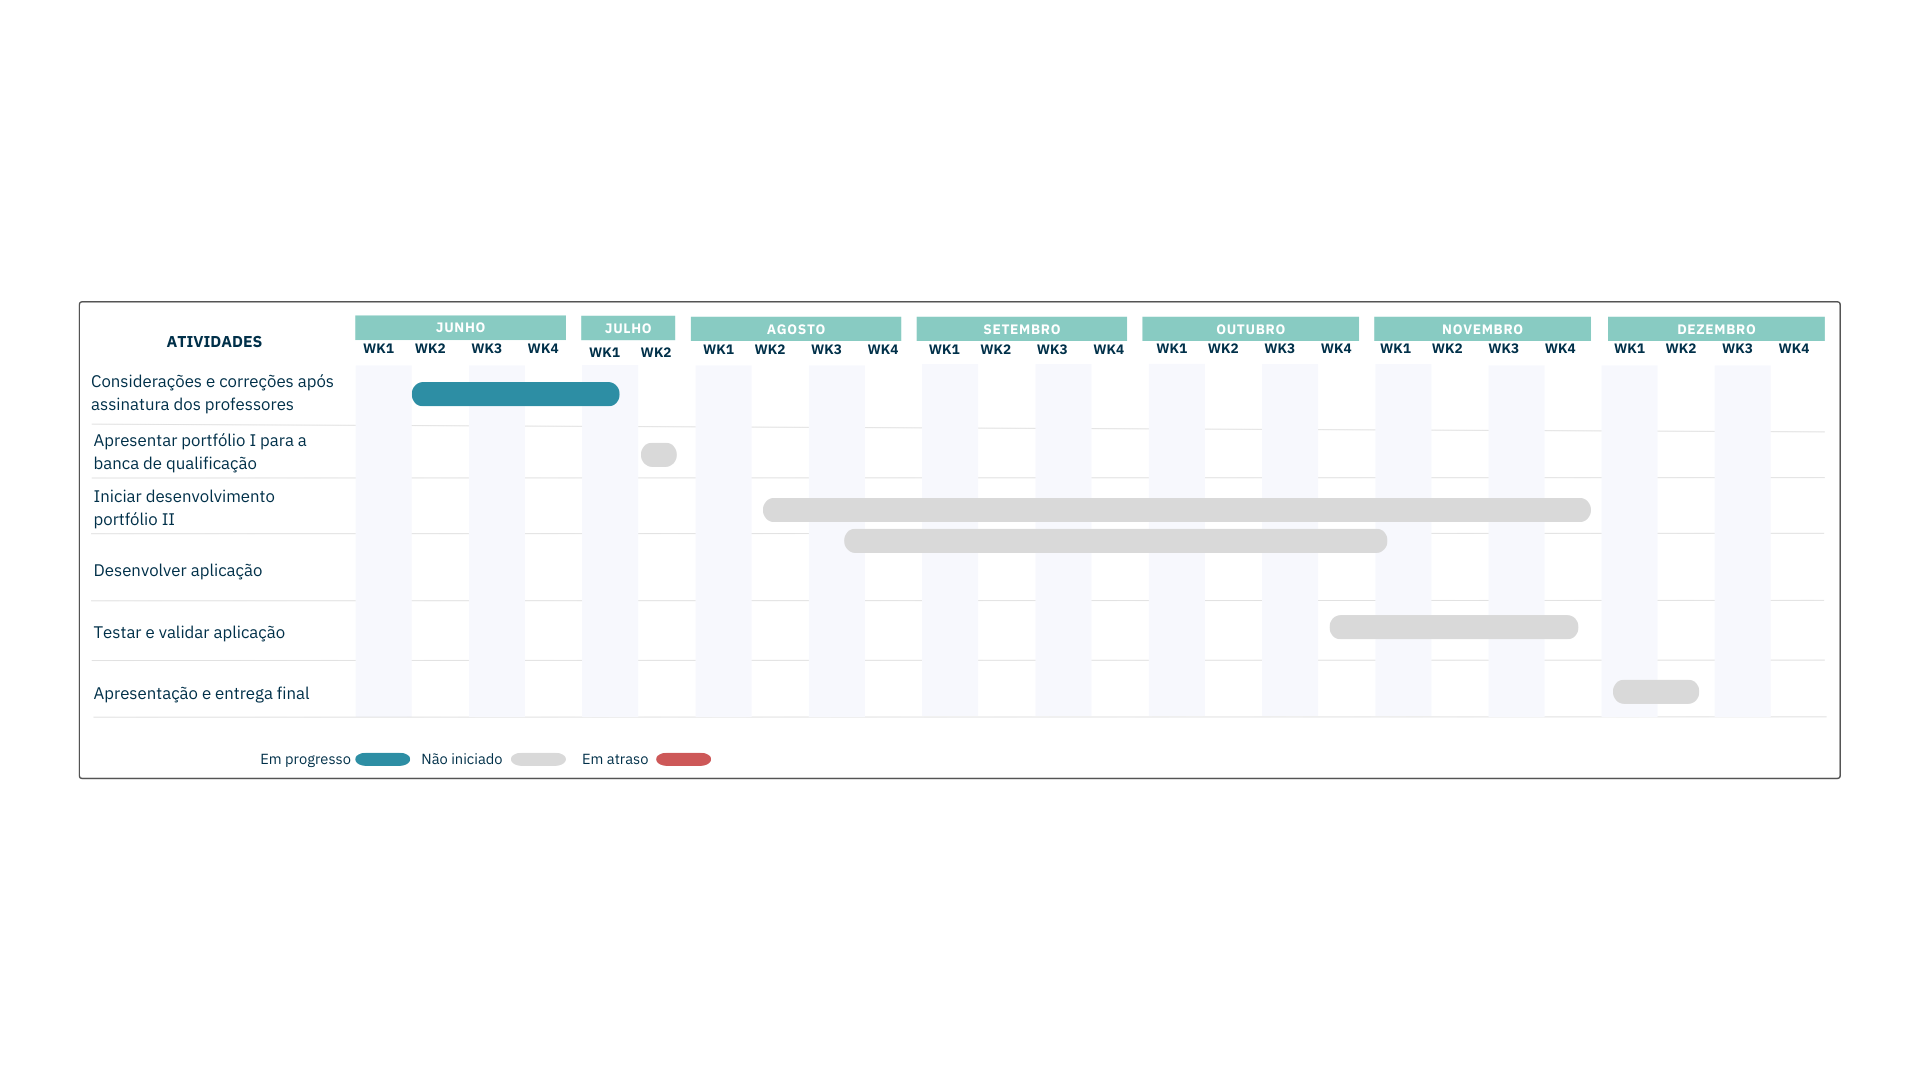 ATIVIDADES
JUNHO JULHO AGOSTO SETEMBRO OUTUBRO NOVEMBRO DEZEMBRO
WK1 WK2 WK3 WK4 WK1 WK2 WK1 WK2 WK3 WK4 WK1 WK2 WK3 WK4 WK1 WK2 WK3 WK4 WK1 WK2 WK3 WK4 WK1 WK2 WK3 WK4
Considerações e correções após
assinatura dos professores
Apresentar portfólio I para a
banca de qualificação
Iniciar desenvolvimento
portfólio II
Desenvolver aplicação
Testar e validar aplicação
Apresentação e entrega final
Em progresso Não iniciado Em atraso